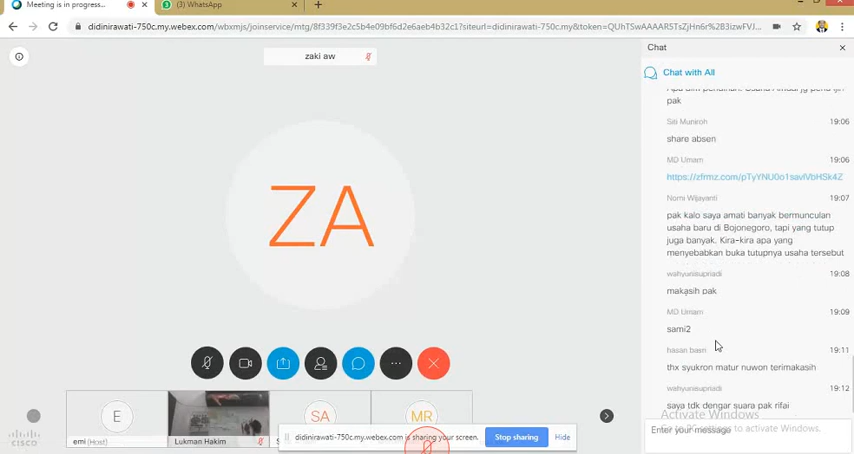 Meeting is in progress...
(3) WhatsApp
didinirawati-750c.my.webex.com/wbxmjs/joinservice/mtg/8f339f3e2c5b4e09bf6d2e6aeb4b32c1?siteurl=didinirawati-750c.my&token=
zaki aw
ZA
Chat
Chat with All
pak
Siti Muniroh 19:06
share absen
MD Umam 19:06
https://zfrmz.com/pTyYNU0o1savlVbHSk4Z
Nomi Wijayanti 19:07
pak kalo saya amati banyak bermunculan
usaha baru di Bojonegoro, tapi yang tutup
juga banyak. Kira-kira apa yang
menyebabkan buka tutupnya usaha tersebut
wahyunasupriadi 19:08
makasih pak
MD Umam 19:09
sami2
hasan basri 19:11
thx syukron matur nuwon terimakasih
wahyunasupriadi 19:12
saya tdk dengar suara pak rifai
Activate Windows
Go to PC settings to activate Windows.
Enter your message
E
SA
MR
emi (Host)
Lukman Hakim
S
didinirawati-750c.my.webex.com is sharing your screen.
Stop sharing
Hide
CISCO